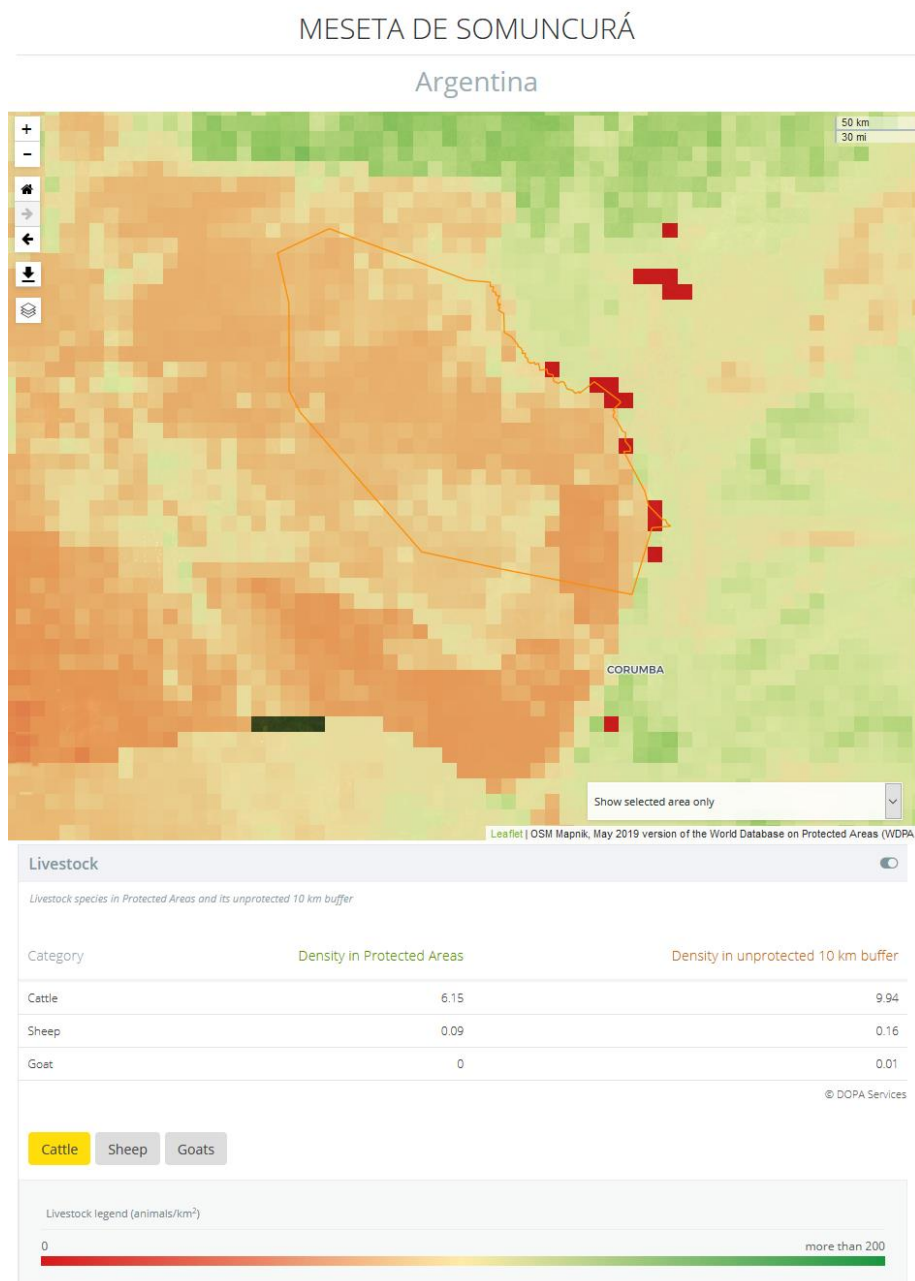 MESETA DE SOMUNCURÁ
Argentina
+
50 km
30 mi
−
CORUMBA
Show selected area only
Leaflet | OSM Mapnik, May 2019 version of the World Database on Protected Areas (WDPA
Livestock
Livestock species in Protected Areas and its unprotected 10 km buffer
Category Density in Protected Areas Density in unprotected 10 km buffer
Cattle 6.15 9.94
Sheep 0.09 0.16
Goat 0 0.01
© DOPA Services
Cattle Sheep Goats
Livestock legend (animals/km²)
0 more than 200